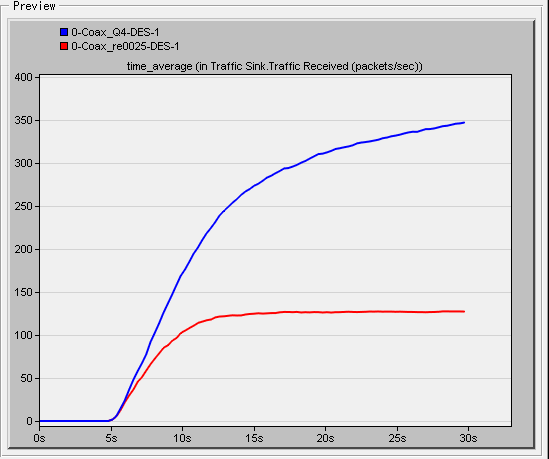 Preview
0-Coax_Q4-DES-1
0-Coax_re0025-DES-1
time_average (in Traffic Sink.Traffic Received (packets/sec))
400
350
300
250
200
150
100
50
0
0s 5s 10s 15s 20s 25s 30s